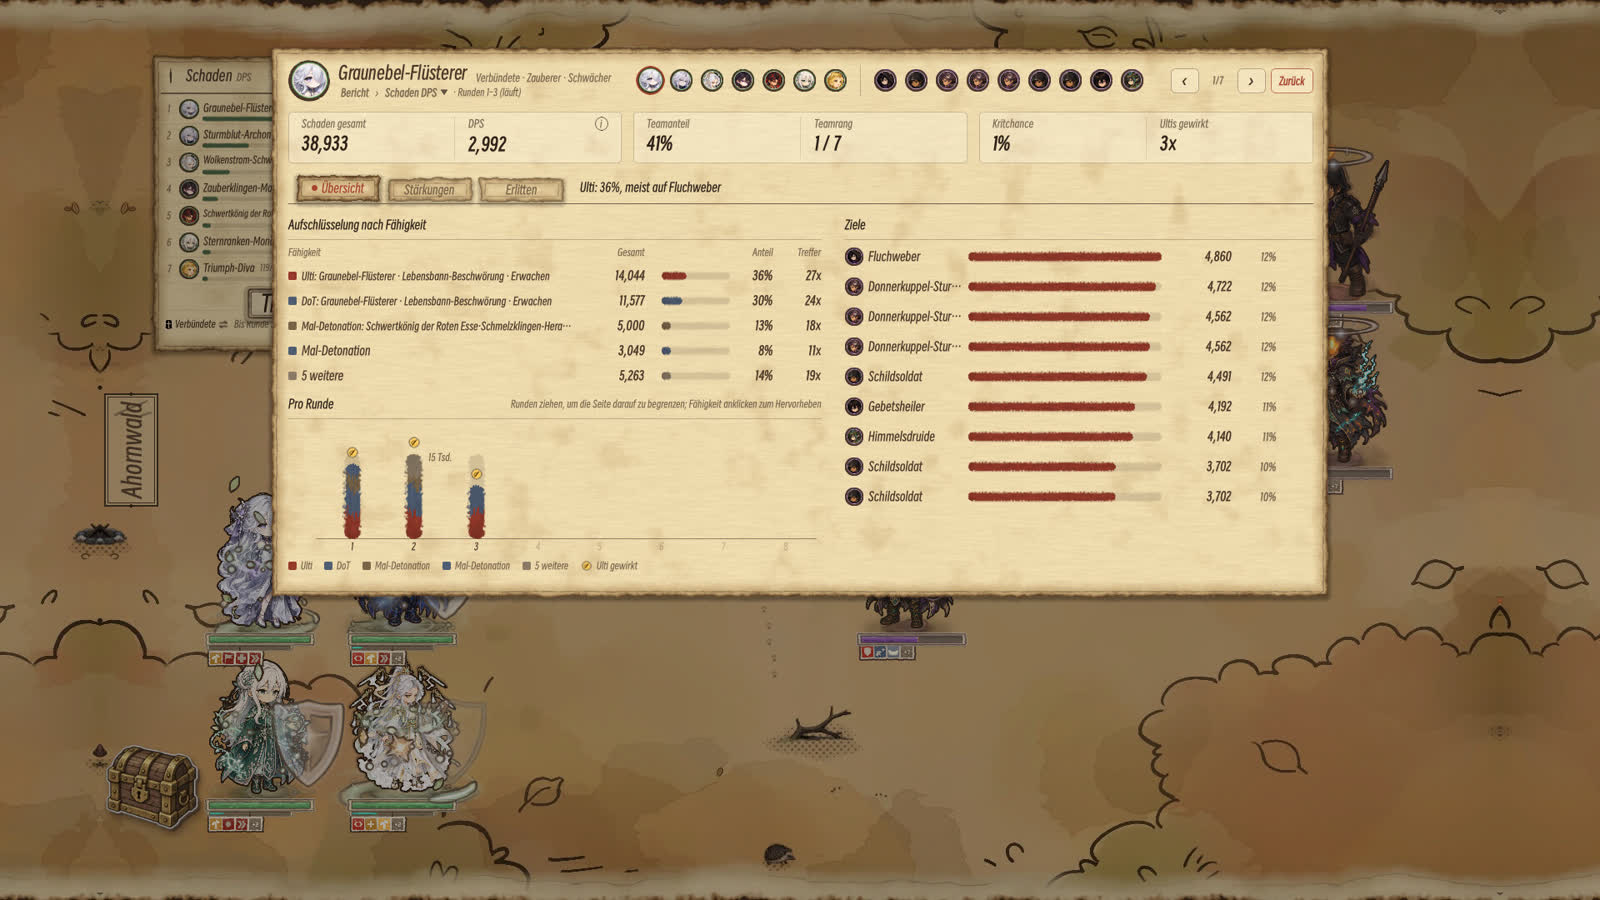 Schaden DPS
1 Graunebel-Flüster
2 Sturmblut-Archon
3 Wolkenstrom-Schw
4 Zauberklingen-Ma
5 Schwertkönig der Rot
6 Sternranken-Moni
7 Triumph-Diva
Verbündete
Ahornwald
Graunebel-Flüsterer Verbündete · Zauberer · Schwächer
Bericht › Schaden DPS ▼ · Runden 1-3 (läuft)
‹ 1/7 › Zurück
Schaden gesamt
38,933
DPS
2,992
Teamanteil
41%
Teamrang
1 / 7
Kritchance
1%
Ultis gewirkt
3x
Übersicht Stärkungen Erlitten Ulti: 36%, meist auf Fluchweber
Aufschlüsselung nach Fähigkeit
Fähigkeit Gesamt Anteil Treffer
Ulti: Graunebel-Flüsterer · Lebensbann-Beschwörung · Erwachen 14,044 36% 27x
DoT: Graunebel-Flüsterer · Lebensbann-Beschwörung · Erwachen 11,577 30% 24x
Mal-Detonation: Schwertkönig der Roten Esse·Schmelzklingen-Hera··· 5,000 13% 18x
Mal-Detonation 3,049 8% 11x
5 weitere 5,263 14% 19x
Pro Runde Runden ziehen, um die Seite darauf zu begrenzen; Fähigkeit anklicken zum Hervorheben
15 Tsd.
1 2 3 4 5 6 7 8
Ulti DoT Mal-Detonation Mal-Detonation 5 weitere Ulti gewirkt
Ziele
Fluchweber 4,860 12%
Donnerkuppel-Stur··· 4,722 12%
Donnerkuppel-Stur··· 4,562 12%
Donnerkuppel-Stur··· 4,562 12%
Schildsoldat 4,491 12%
Gebetsheiler 4,192 11%
Himmelsdruide 4,140 11%
Schildsoldat 3,702 10%
Schildsoldat 3,702 10%